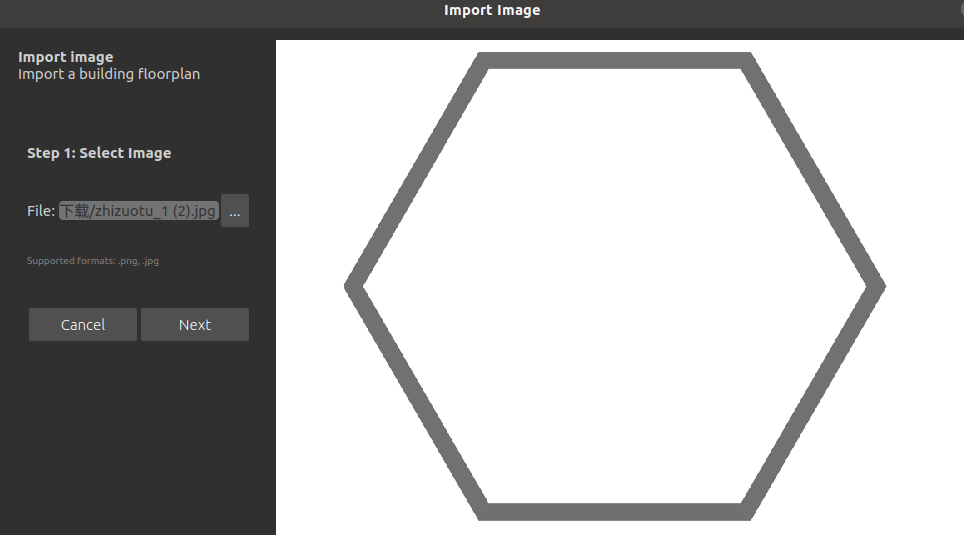 Import Image
Import image
Import a building floorplan
Step 1: Select Image
File: 下载/zhizuotu_1 (2).jpg ...
Supported formats: .png, .jpg
Cancel Next